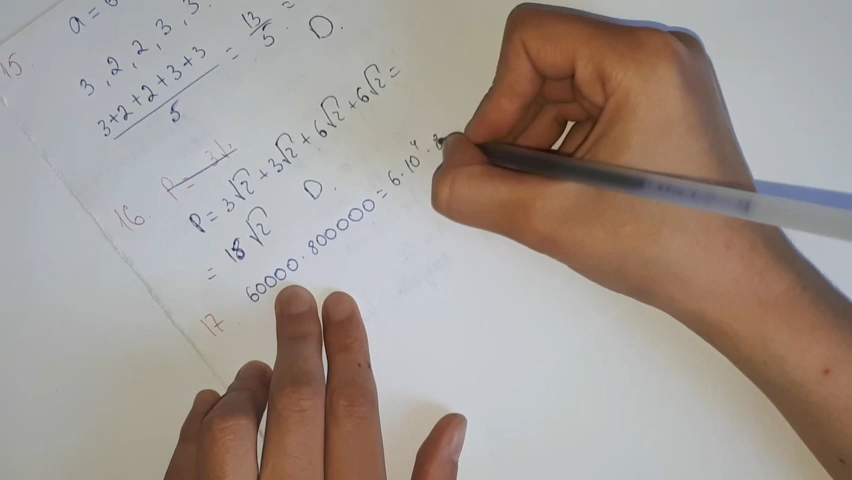 a =
15 3, 2, 2, 3, 3.
3+2+2+3+3 / 5 = 13 / 5 = D.
16. P = 3√2 + 3√2 + 6√2 + 6√2 =
= 18√2 D.
17. 60000 · 800000 = 6 · 10⁴ · 8